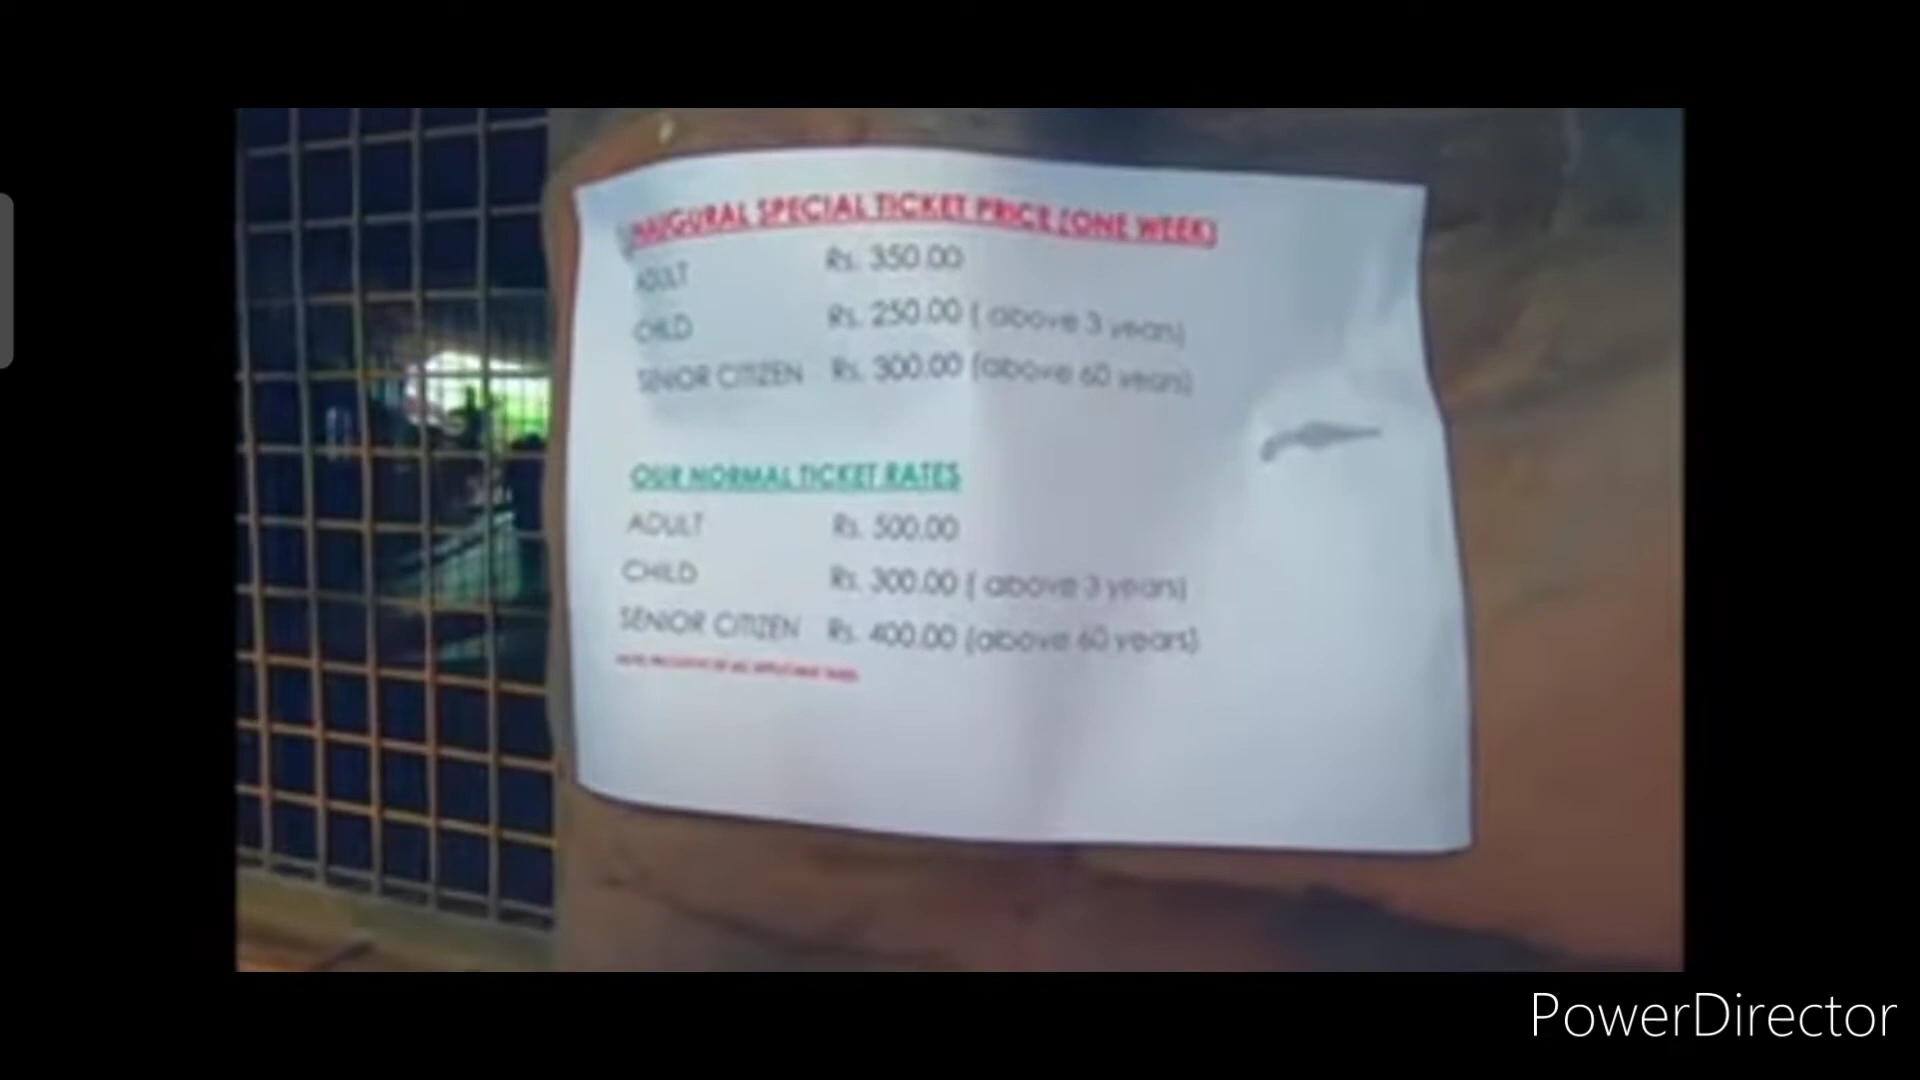 INAUGURAL SPECIAL TICKET PRICE (ONE WEEK)
ADULT Rs. 350.00
CHILD Rs. 250.00 ( above 3 years)
SENIOR CITIZEN Rs. 300.00 (above 60 years)
OUR NORMAL TICKET RATES
ADULT Rs. 500.00
CHILD Rs. 300.00 ( above 3 years)
SENIOR CITIZEN Rs. 400.00 (above 60 years)
PowerDirector